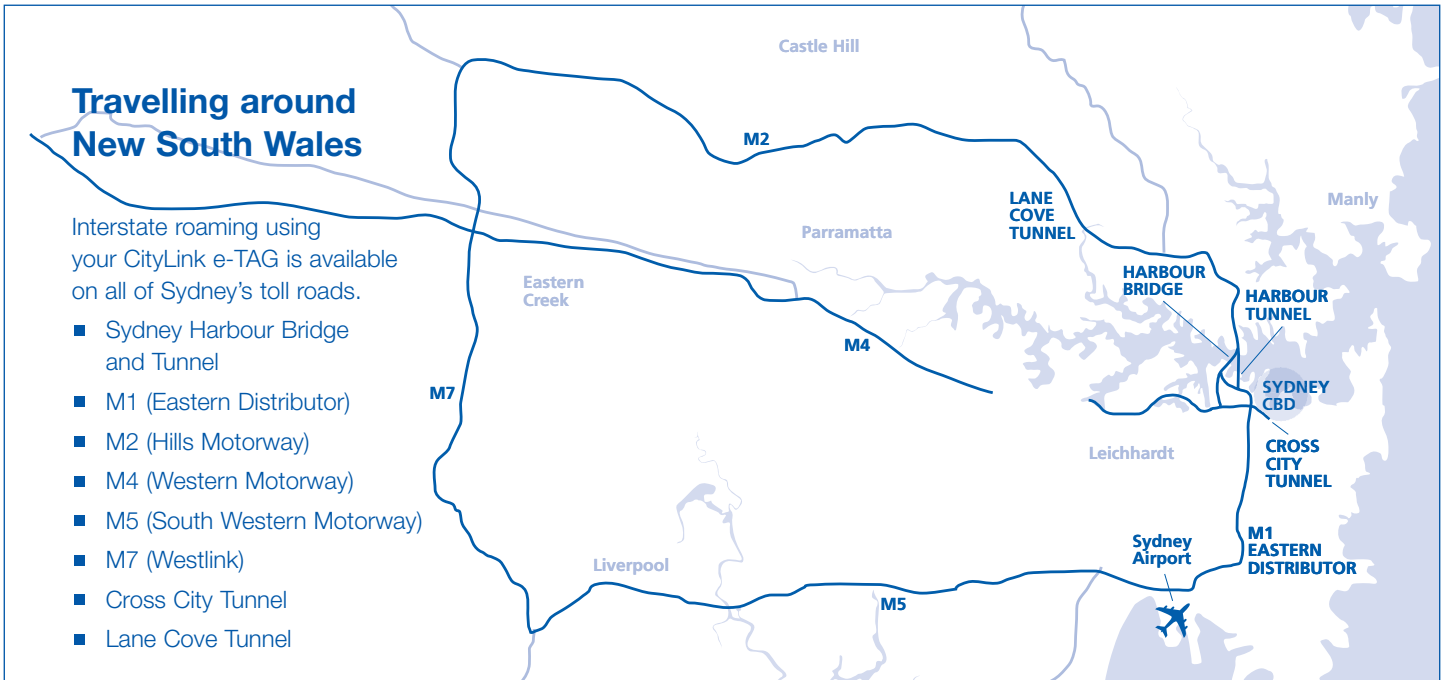 Travelling around
New South Wales
Interstate roaming using
your CityLink e-TAG is available
on all of Sydney’s toll roads.
■ Sydney Harbour Bridge
and Tunnel
■ M1 (Eastern Distributor)
■ M2 (Hills Motorway)
■ M4 (Western Motorway)
■ M5 (South Western Motorway)
■ M7 (Westlink)
■ Cross City Tunnel
■ Lane Cove Tunnel
Castle Hill
M2
LANE
COVE
TUNNEL
Manly
Parramatta
Eastern
Creek
HARBOUR
BRIDGE
HARBOUR
TUNNEL
M4
M7
SYDNEY
CBD
Leichhardt
CROSS
CITY
TUNNEL
Sydney
Airport
M1
EASTERN
DISTRIBUTOR
Liverpool
M5